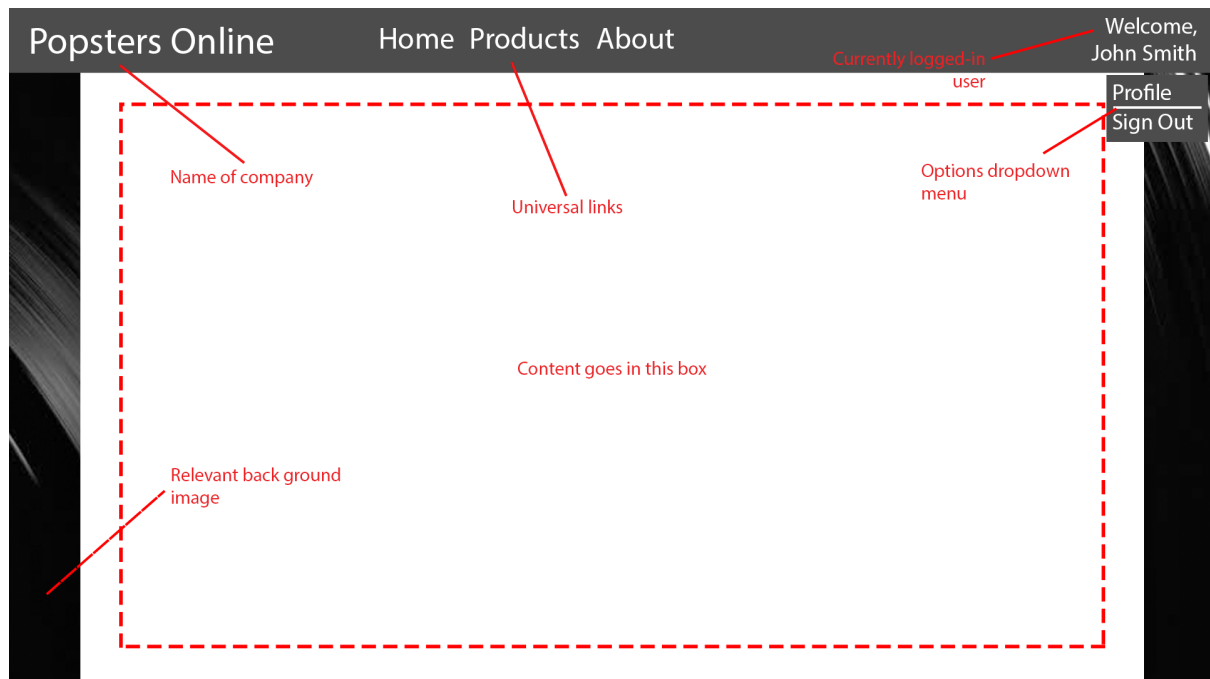 Popsters Online
Home Products About
Welcome,
John Smith
Currently logged-in
user
Profile
Sign Out
Name of company
Universal links
Options dropdown
menu
Content goes in this box
Relevant back ground
image